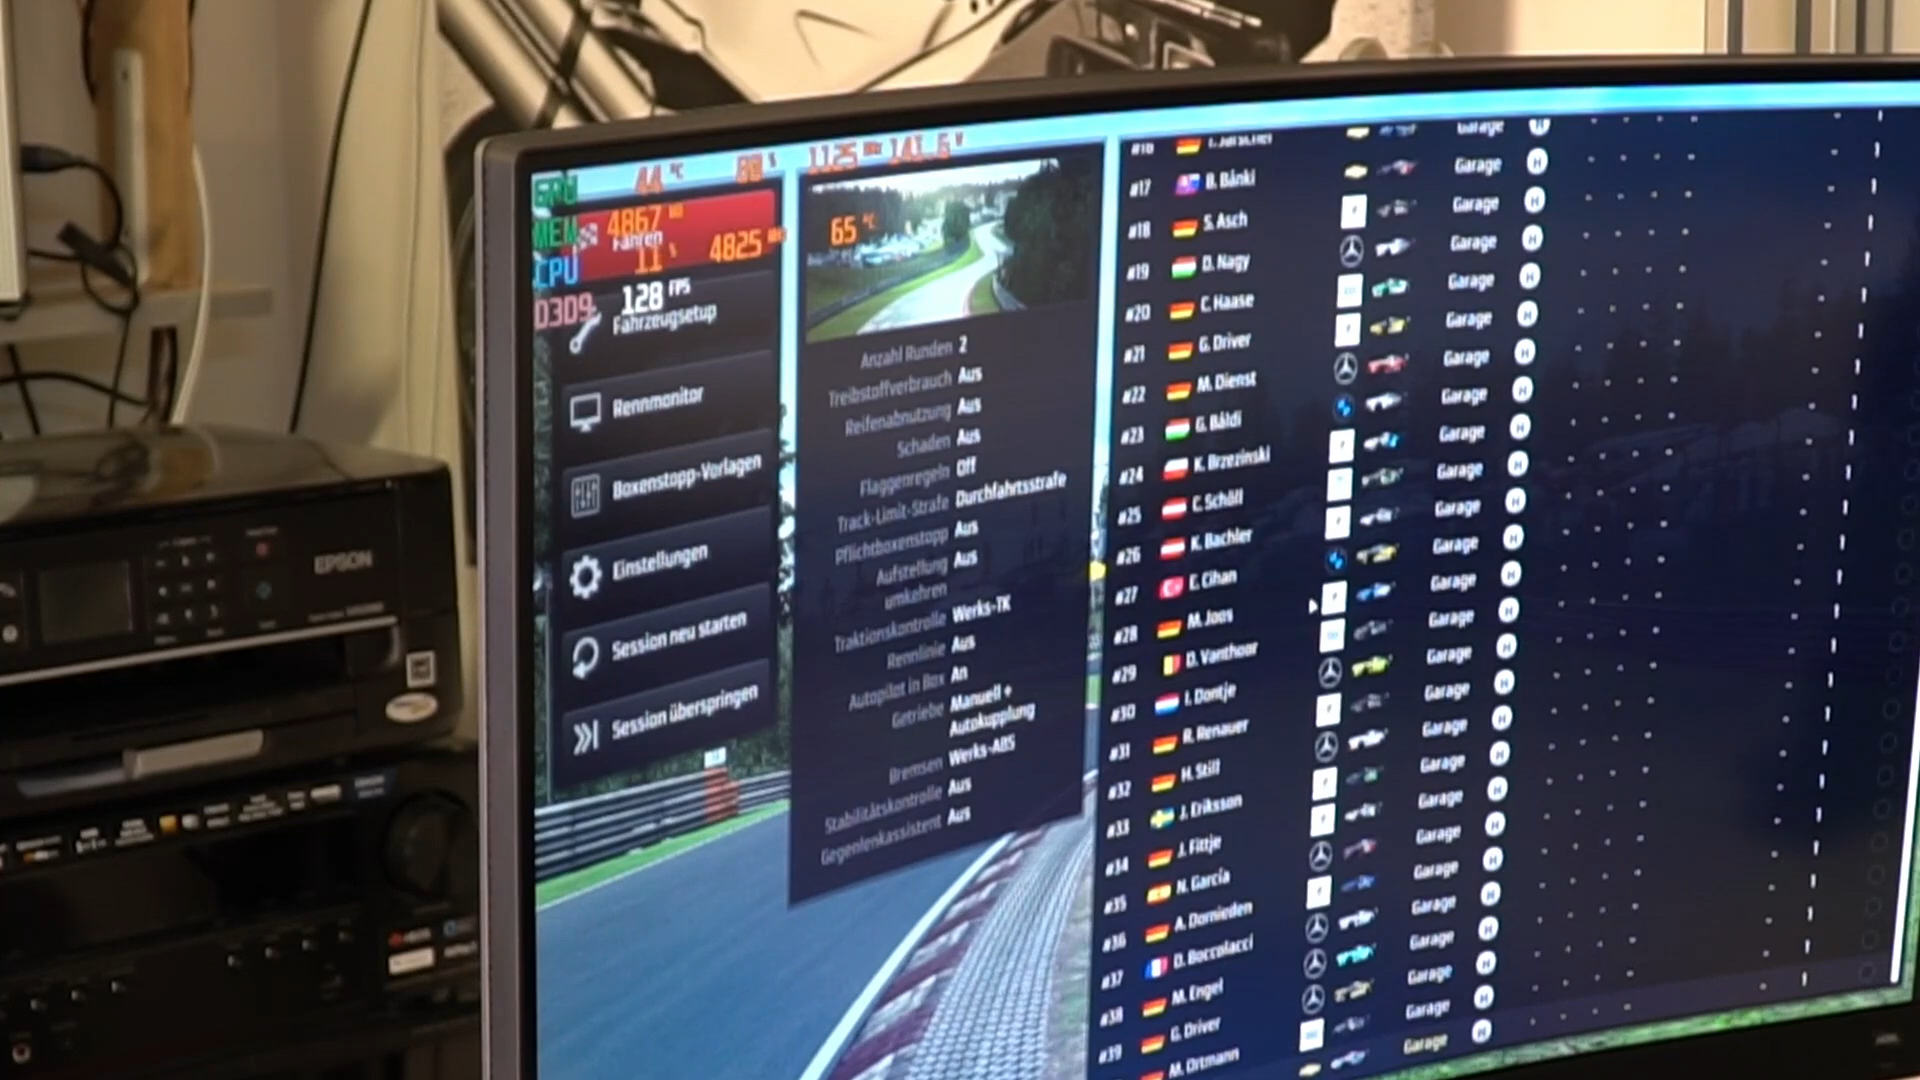 GPU 44 °C 80 % 1125 141.6 W
MEM 4867 MB
CPU 11 % 4825 MHz 65 °C
D3D9 128 FPS
Fahren
Fahrzeugsetup
Rennmonitor
Boxenstopp-Vorlagen
Einstellungen
Session neu starten
Session überspringen
Anzahl Runden 2
Treibstoffverbrauch Aus
Reifenabnutzung Aus
Schaden Aus
Flaggenregeln Off
Track-Limit-Strafe Durchfahrtsstrafe
Pflichtboxenstopp Aus
Aufstellung Aus
umkehren
Traktionskontrolle Werks-TK
Rennlinie Aus
Autopilot in Box An
Getriebe Manuell +
Autokupplung
Bremsen Werks-ABS
Stabilitätskontrolle Aus
Gegenlenkassistent Aus
#16 Garage H
#17 B. Bánki Garage H
#18 S. Asch Garage H
#19 D. Nagy Garage H
#20 C. Haase Garage H
#21 G. Driver Garage H
#22 M. Dienst Garage H
#23 G. Báldi Garage H
#24 K. Brzezinski Garage H
#25 C. Schöll Garage H
#26 K. Bachler Garage H
#27 E. Cihan Garage H
#28 M. Joos Garage H
#29 D. Vanthoor Garage H
#30 I. Dontje Garage H
#31 R. Renauer Garage H
#32 H. Still Garage H
#33 J. Eriksson Garage H
#34 J. Fittje Garage H
#35 N. García Garage H
#36 A. Dornieden Garage H
#37 D. Boccolacci Garage H
#38 M. Engel Garage H
#39 G. Driver Garage H
M. Ortmann Garage H
EPSON